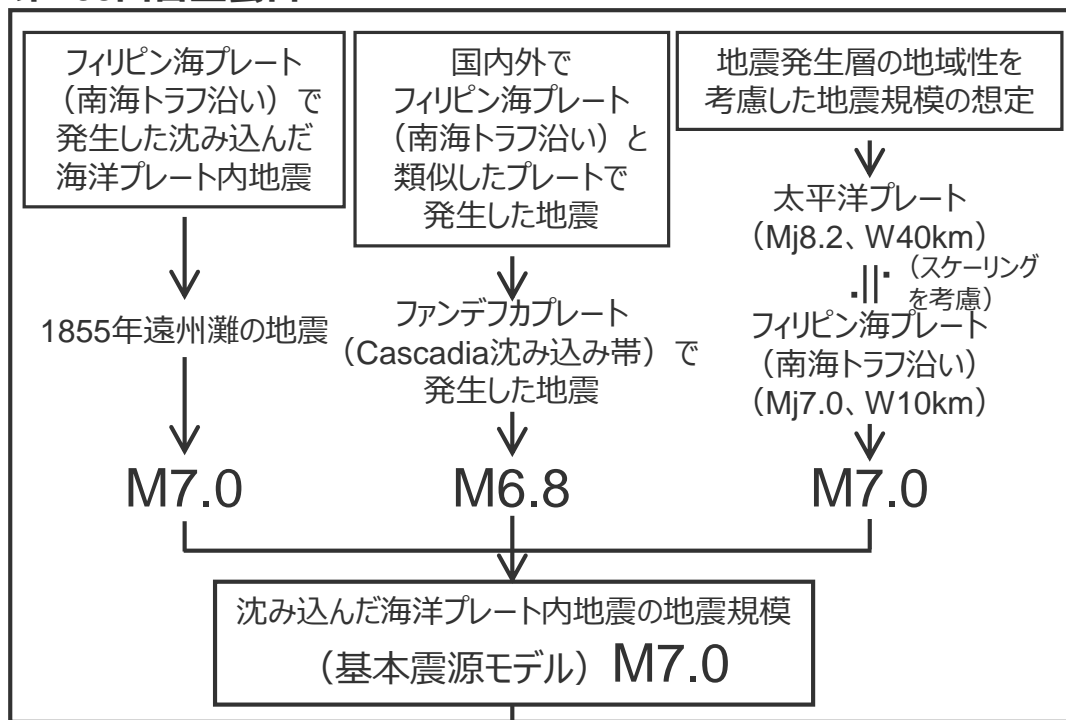 フィリピン海プレート
（南海トラフ沿い）で
発生した沈み込んだ
海洋プレート内地震
1855年遠州灘の地震
M7.0
国内外で
フィリピン海プレート
（南海トラフ沿い）と
類似したプレートで
発生した地震
ファンデフカプレート
（Cascadia沈み込み帯）で
発生した地震
M6.8
地震発生層の地域性を
考慮した地震規模の想定
太平洋プレート
（Mj8.2、W40km）
（スケーリング
を考慮）
フィリピン海プレート
（南海トラフ沿い）
（Mj7.0、W10km）
M7.0
沈み込んだ海洋プレート内地震の地震規模
（基本震源モデル）M7.0